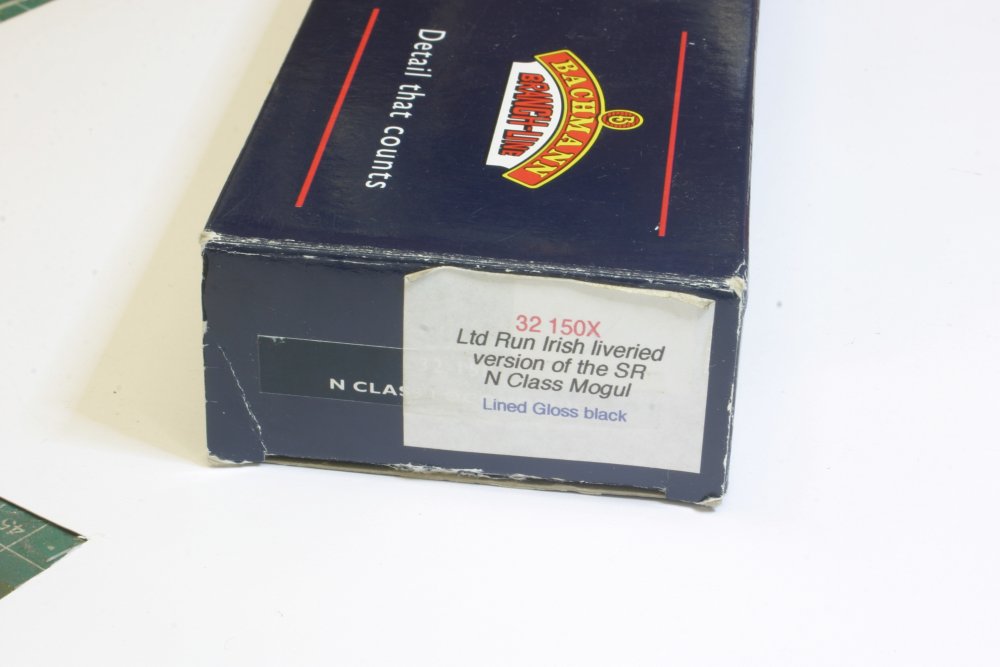 Detail that counts
BACHMANN
BRANCH-LINE
32 150X
Ltd Run Irish liveried
version of the SR
N Class Mogul
Lined Gloss black
N CLAS
45